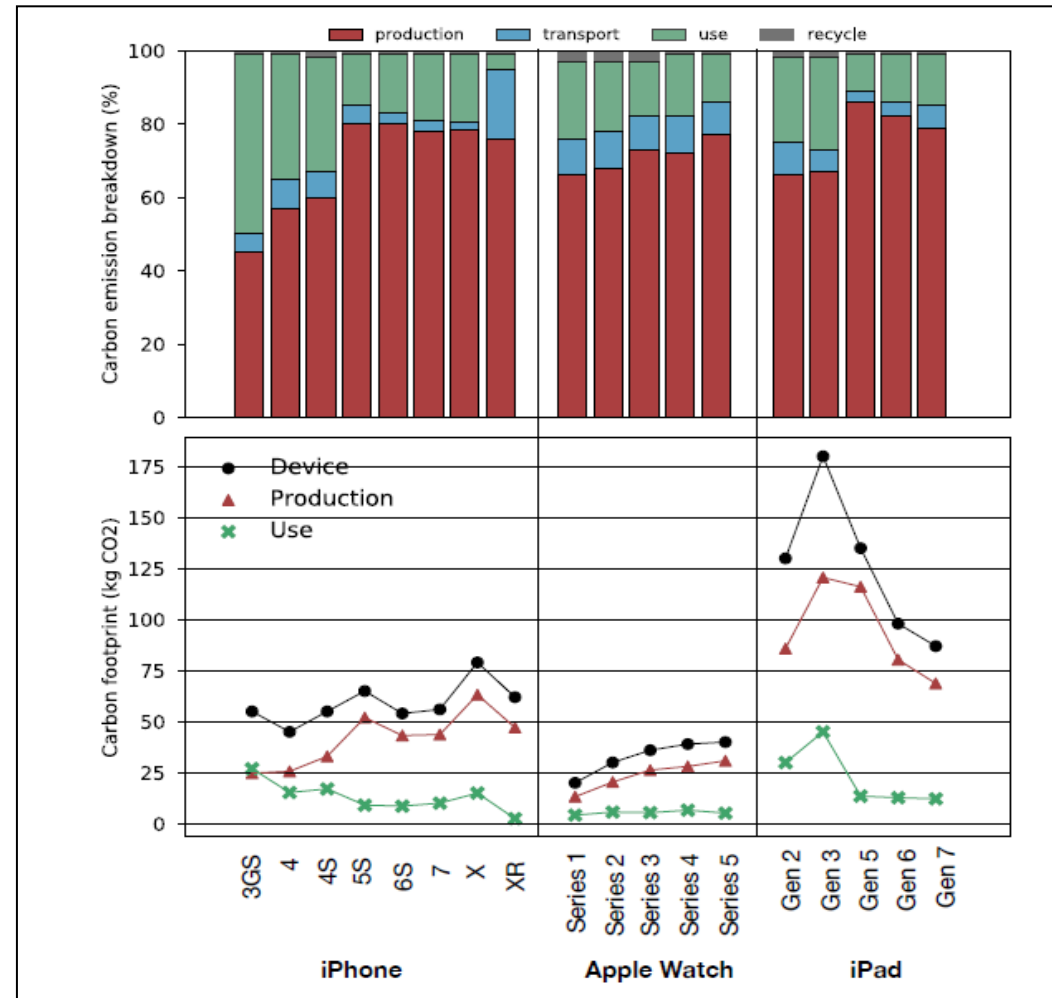 production transport use recycle
Carbon emission breakdown (%)
100
80
60
40
20
0
Carbon footprint (kg CO2)
175
150
125
100
75
50
25
0
Device
Production
Use
3GS 4 4S 5S 6S 7 X XR Series 1 Series 2 Series 3 Series 4 Series 5 Gen 2 Gen 3 Gen 5 Gen 6 Gen 7
iPhone Apple Watch iPad